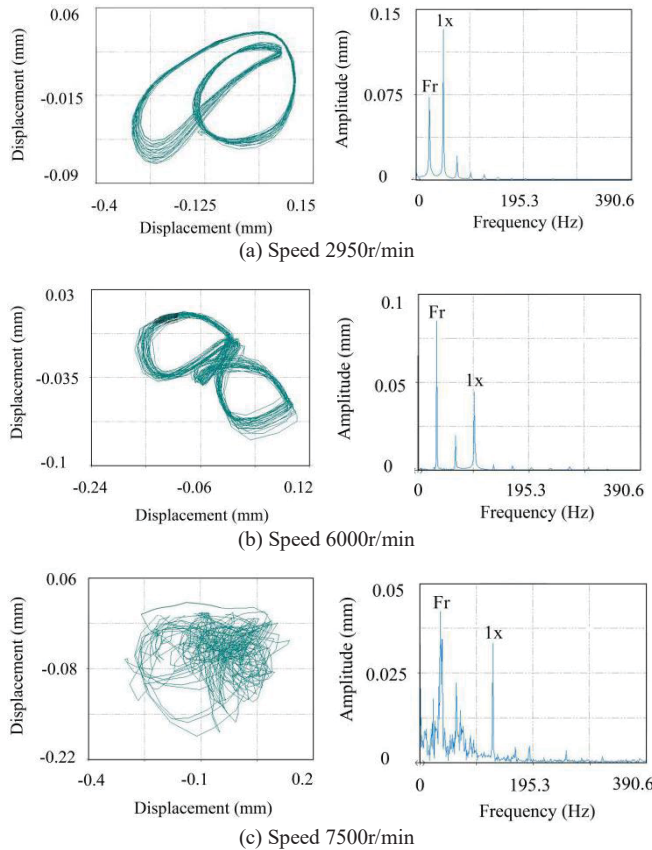 0.06
-0.015
-0.09
-0.4 -0.125 0.15
Displacement (mm)
Displacement (mm)
0.15
0.075
0
Amplitude (mm)
1x
Fr
195.3 390.6
Frequency (Hz)
(a) Speed 2950r/min
0.03
-0.035
-0.1
-0.24 -0.06 0.12
Displacement (mm)
Displacement (mm)
0.1
0.05
0
Amplitude (mm)
Fr
1x
0 195.3 390.6
Frequency (Hz)
(b) Speed 6000r/min
0.06
-0.08
-0.22
-0.4 -0.1 0.2
Displacement (mm)
Displacement (mm)
0.05
0.025
0
Amplitude (mm)
Fr
1x
0 195.3 390.6
Frequency (Hz)
(c) Speed 7500r/min